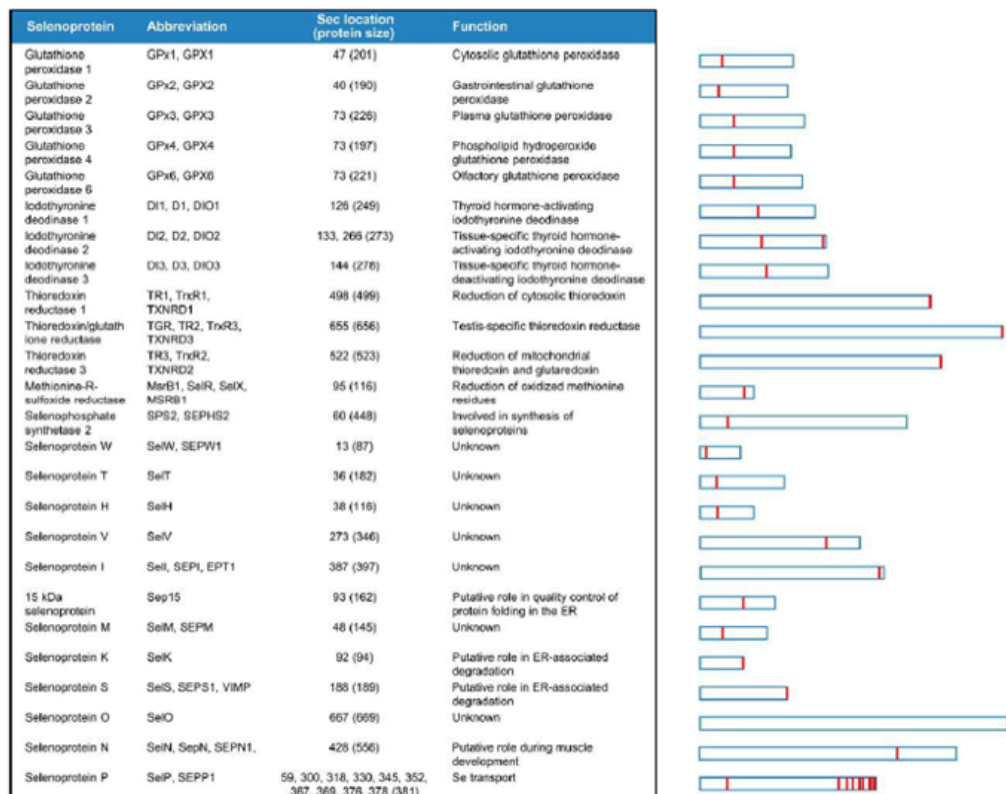 Selenoprotein Abbreviation Sec location (protein size) Function
Glutathione GPx1, GPX1 47 (201) Cytosolic glutathione peroxidase
peroxidase 1
Glutathione GPx2, GPX2 40 (190) Gastrointestinal glutathione
peroxidase 2 peroxidase
Glutathione GPx3, GPX3 73 (226) Plasma glutathione peroxidase
peroxidase 3
Glutathione GPx4, GPX4 73 (197) Phospholipid hydroperoxide
peroxidase 4 glutathione peroxidase
Glutathione GPx6, GPX6 73 (221) Olfactory glutathione peroxidase
peroxidase 6
Iodothyronine DI1, D1, DIO1 126 (249) Thyroid hormone-activating
deodinase 1 iodothyronine deodinase
Iodothyronine DI2, D2, DIO2 133, 266 (273) Tissue-specific thyroid hormone-
deodinase 2 activating iodothyronine deodinase
Iodothyronine DI3, D3, DIO3 144 (278) Tissue-specific thyroid hormone-
deodinase 3 deactivating iodothyronine deodinase
Thioredoxin TR1, TrxR1, 498 (499) Reduction of cytosolic thioredoxin
reductase 1 TXNRD1
Thioredoxin/glutath TGR, TR2, TrxR3, 655 (656) Testis-specific thioredoxin reductase
ione reductase TXNRD3
Thioredoxin TR3, TrxR2, 522 (523) Reduction of mitochondrial
reductase 3 TXNRD2 thioredoxin and glutaredoxin
Methionine-R- MsrB1, SelR, SelX, 95 (116) Reduction of oxidized methionine
sulfoxide reductase MSRB1 residues
Selenophosphate SPS2, SEPHS2 60 (448) Involved in synthesis of
synthetase 2 selenoproteins
Selenoprotein W SelW, SEPW1 13 (87) Unknown
Selenoprotein T SelT 36 (182) Unknown
Selenoprotein H SelH 38 (116) Unknown
Selenoprotein V SelV 273 (346) Unknown
Selenoprotein I SelI, SEPI, EPT1 387 (397) Unknown
15 kDa Sep15 93 (162) Putative role in quality control of
selenoprotein protein folding in the ER
Selenoprotein M SelM, SEPM 48 (145) Unknown
Selenoprotein K SelK 92 (94) Putative role in ER-associated
degradation
Selenoprotein S SelS, SEPS1, VIMP 188 (189) Putative role in ER-associated
degradation
Selenoprotein O SelO 667 (669) Unknown
Selenoprotein N SelN, SepN, SEPN1, 428 (556) Putative role during muscle
development
Selenoprotein P SelP, SEPP1 59, 300, 318, 330, 345, 352, Se transport
367, 369, 376, 378 (381)